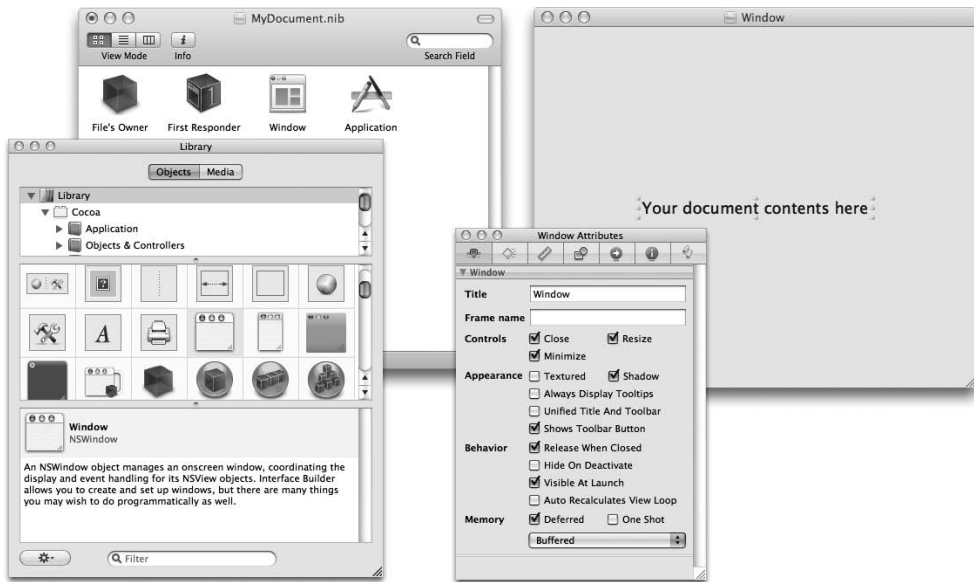 MyDocument.nib
View Mode
Info
Search Field
File's Owner
First Responder
Window
Application
Window
Your document contents here
Library
Objects
Media
Library
Cocoa
Application
Objects & Controllers
Window
NSWindow
An NSWindow object manages an onscreen window, coordinating the
display and event handling for its NSView objects. Interface Builder
allows you to create and set up windows, but there are many things
you may wish to do programmatically as well.
Filter
Window Attributes
Window
Title Window
Frame name
Controls Close Resize
Minimize
Appearance Textured Shadow
Always Display Tooltips
Unified Title And Toolbar
Shows Toolbar Button
Behavior Release When Closed
Hide On Deactivate
Visible At Launch
Auto Recalculates View Loop
Memory Deferred One Shot
Buffered